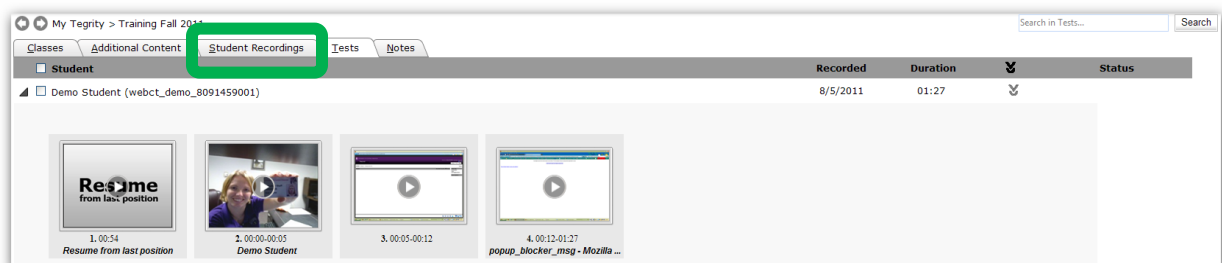 My Tegrity > Training Fall 2011
Search in Tests...
Search
Classes
Additional Content
Student Recordings
Tests
Notes
Student
Recorded
Duration
Status
Demo Student (webct_demo_8091459001)
8/5/2011
01:27
Resume
from last position
1. 00:54
Resume from last position
2. 00:00-00:05
Demo Student
3. 00:05-00:12
4. 00:12-01:27
popup_blocker_msg - Mozilla ...